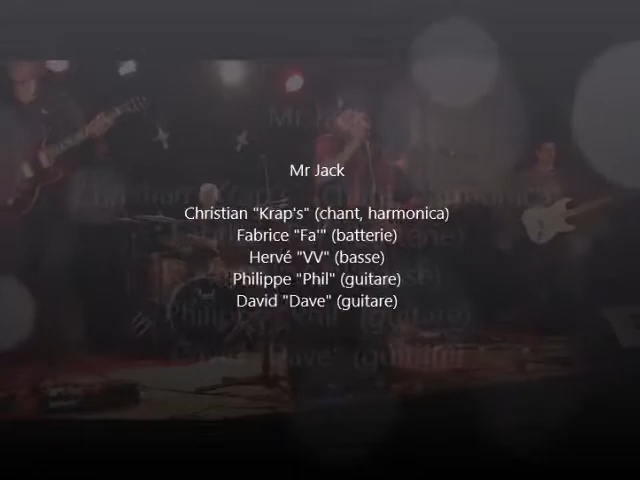 Mr Jack
Christian "Krap's" (chant, harmonica)
Fabrice "Fa'" (batterie)
Hervé "VV" (basse)
Philippe "Phil" (guitare)
David "Dave" (guitare)